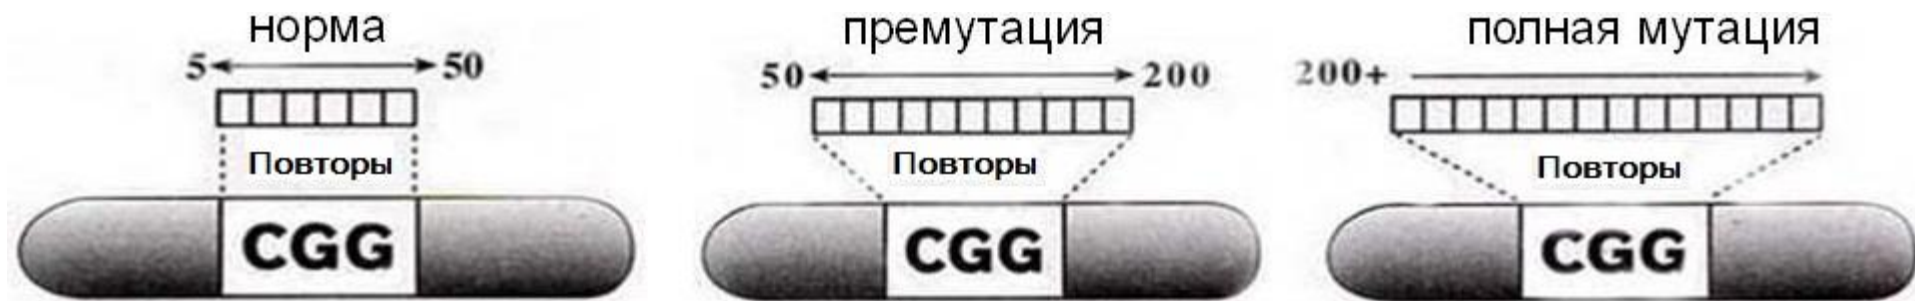 норма
5 50
Повторы
CGG
премутация
50 200
Повторы
CGG
полная мутация
200+
Повторы
CGG